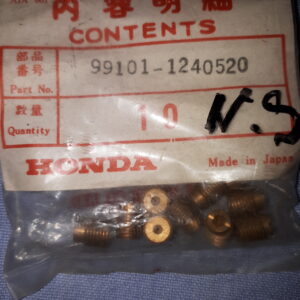 内容明細
CONTENTS
部品番号 99101-1240520
Part No.
数量 10 N.S
Quantity
HONDA Made in Japan